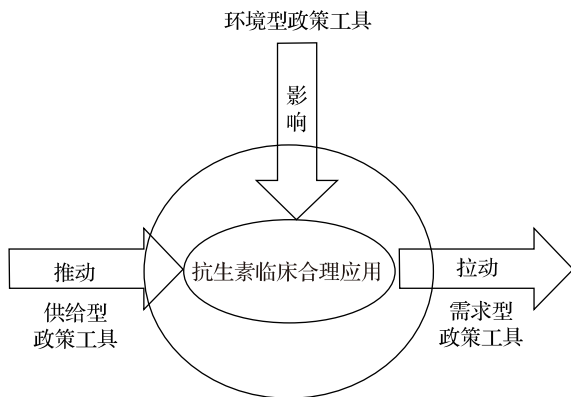 环境型政策工具
影
响
推动
抗生素临床合理应用
拉动
供给型
政策工具
需求型
政策工具